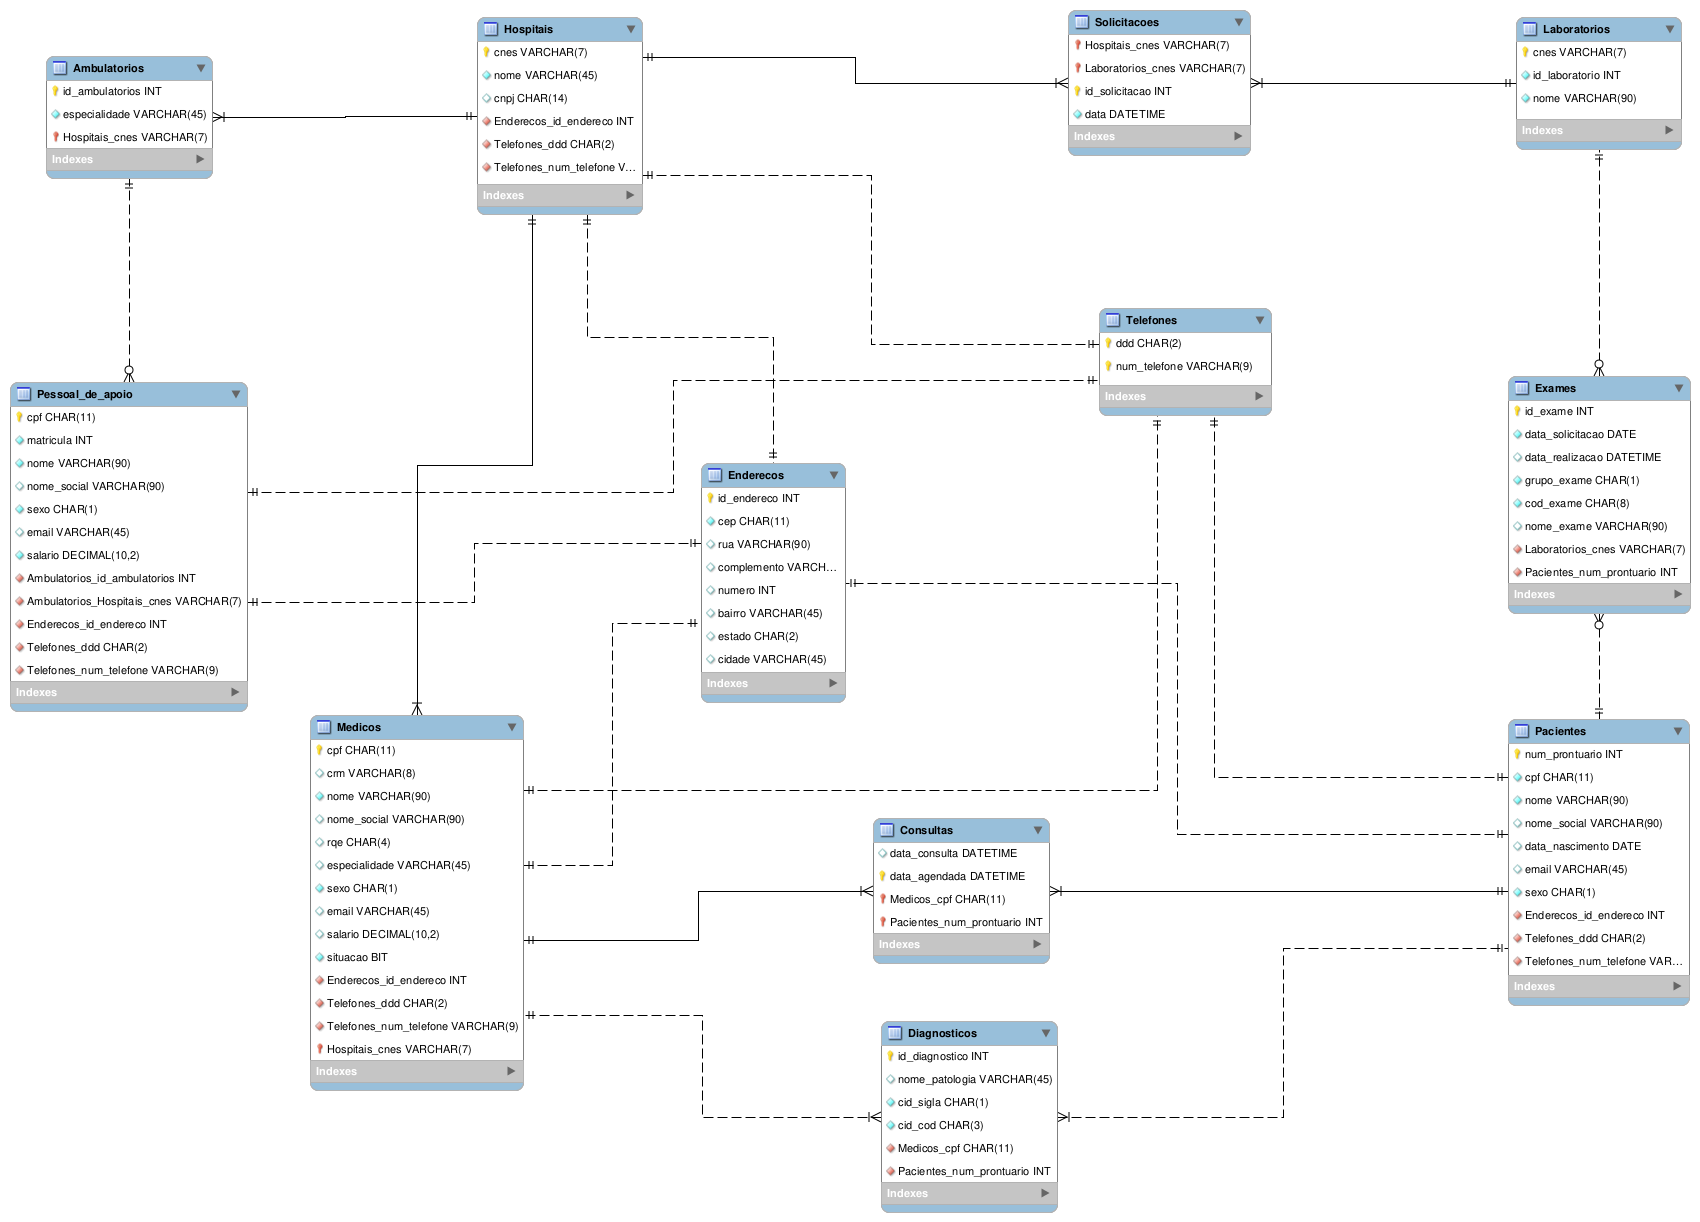 Hospitais
cnes VARCHAR(7)
nome VARCHAR(45)
cnpj CHAR(14)
Enderecos_id_endereco INT
Telefones_ddd CHAR(2)
Telefones_num_telefone V...
Indexes
Solicitacoes
Hospitais_cnes VARCHAR(7)
Laboratorios_cnes VARCHAR(7)
id_solicitacao INT
data DATETIME
Indexes
Laboratorios
cnes VARCHAR(7)
id_laboratorio INT
nome VARCHAR(90)
Indexes
Ambulatorios
id_ambulatorios INT
especialidade VARCHAR(45)
Hospitais_cnes VARCHAR(7)
Indexes
Telefones
ddd CHAR(2)
num_telefone VARCHAR(9)
Indexes
Pessoal_de_apoio
cpf CHAR(11)
matricula INT
nome VARCHAR(90)
nome_social VARCHAR(90)
sexo CHAR(1)
email VARCHAR(45)
salario DECIMAL(10,2)
Ambulatorios_id_ambulatorios INT
Ambulatorios_Hospitais_cnes VARCHAR(7)
Enderecos_id_endereco INT
Telefones_ddd CHAR(2)
Telefones_num_telefone VARCHAR(9)
Indexes
Enderecos
id_endereco INT
cep CHAR(11)
rua VARCHAR(90)
complemento VARCH...
numero INT
bairro VARCHAR(45)
estado CHAR(2)
cidade VARCHAR(45)
Indexes
Exames
id_exame INT
data_solicitacao DATE
data_realizacao DATETIME
grupo_exame CHAR(1)
cod_exame CHAR(8)
nome_exame VARCHAR(90)
Laboratorios_cnes VARCHAR(7)
Pacientes_num_prontuario INT
Indexes
Medicos
cpf CHAR(11)
crm VARCHAR(8)
nome VARCHAR(90)
nome_social VARCHAR(90)
rqe CHAR(4)
especialidade VARCHAR(45)
sexo CHAR(1)
email VARCHAR(45)
salario DECIMAL(10,2)
situacao BIT
Enderecos_id_endereco INT
Telefones_ddd CHAR(2)
Telefones_num_telefone VARCHAR(9)
Hospitais_cnes VARCHAR(7)
Indexes
Pacientes
num_prontuario INT
cpf CHAR(11)
nome VARCHAR(90)
nome_social VARCHAR(90)
data_nascimento DATE
email VARCHAR(45)
sexo CHAR(1)
Enderecos_id_endereco INT
Telefones_ddd CHAR(2)
Telefones_num_telefone VAR...
Indexes
Consultas
data_consulta DATETIME
data_agendada DATETIME
Medicos_cpf CHAR(11)
Pacientes_num_prontuario INT
Indexes
Diagnosticos
id_diagnostico INT
nome_patologia VARCHAR(45)
cid_sigla CHAR(1)
cid_cod CHAR(3)
Medicos_cpf CHAR(11)
Pacientes_num_prontuario INT
Indexes